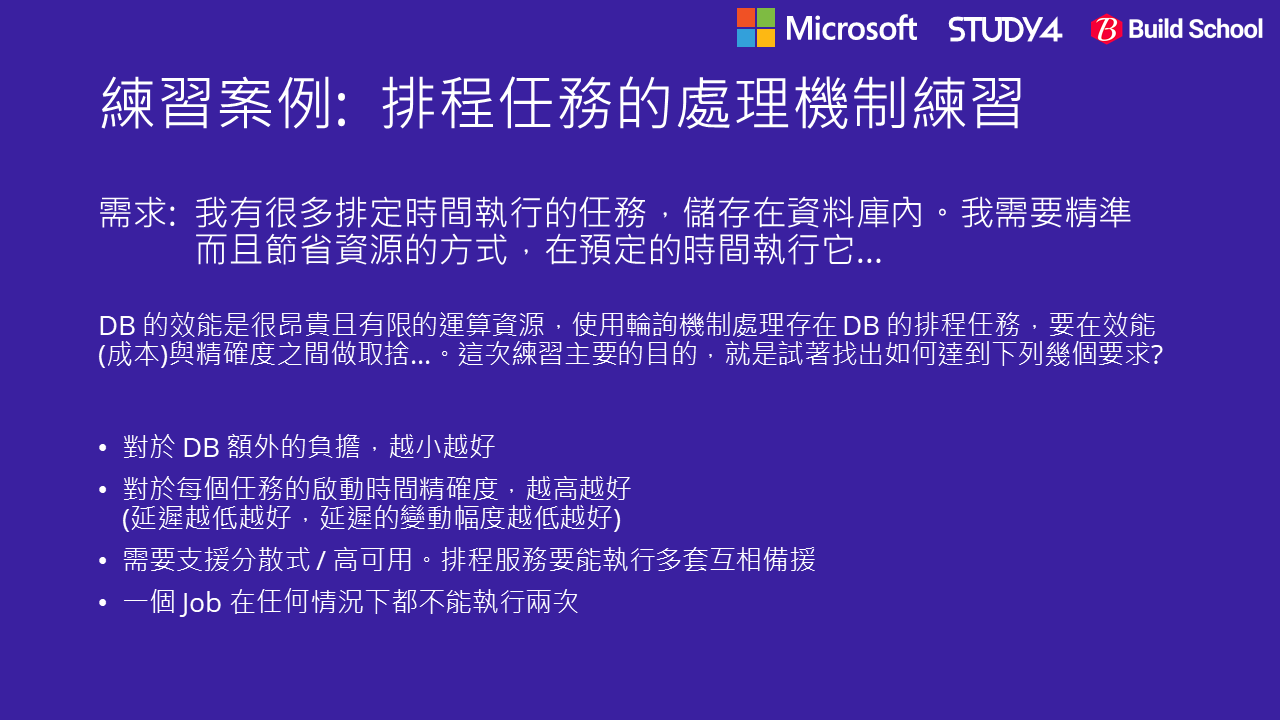 Microsoft STUDY4 Build School
練習案例: 排程任務的處理機制練習
需求: 我有很多排定時間執行的任務，儲存在資料庫內。我需要精準
而且節省資源的方式，在預定的時間執行它...
DB 的效能是很昂貴且有限的運算資源，使用輪詢機制處理存在 DB 的排程任務，要在效能
(成本)與精確度之間做取捨...。這次練習主要的目的，就是試著找出如何達到下列幾個要求?
• 對於 DB 額外的負擔，越小越好
• 對於每個任務的啟動時間精確度，越高越好
(延遲越低越好，延遲的變動幅度越低越好)
• 需要支援分散式 / 高可用。排程服務要能執行多套互相備援
• 一個 Job 在任何情況下都不能執行兩次